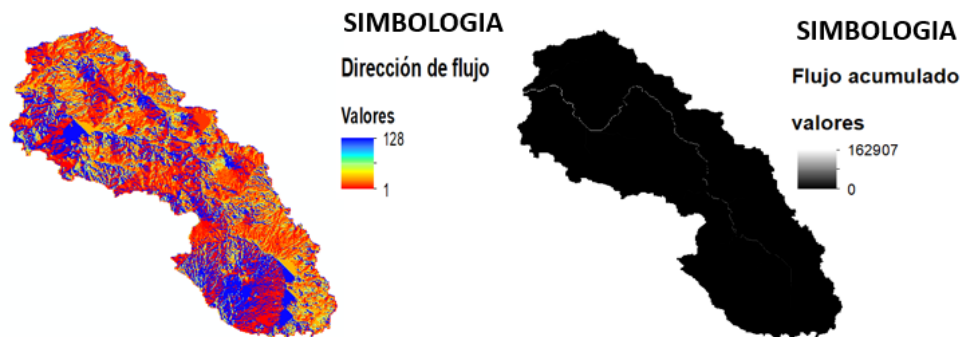 SIMBOLOGIA
Dirección de flujo
Valores
128
1
SIMBOLOGIA
Flujo acumulado
valores
162907
0